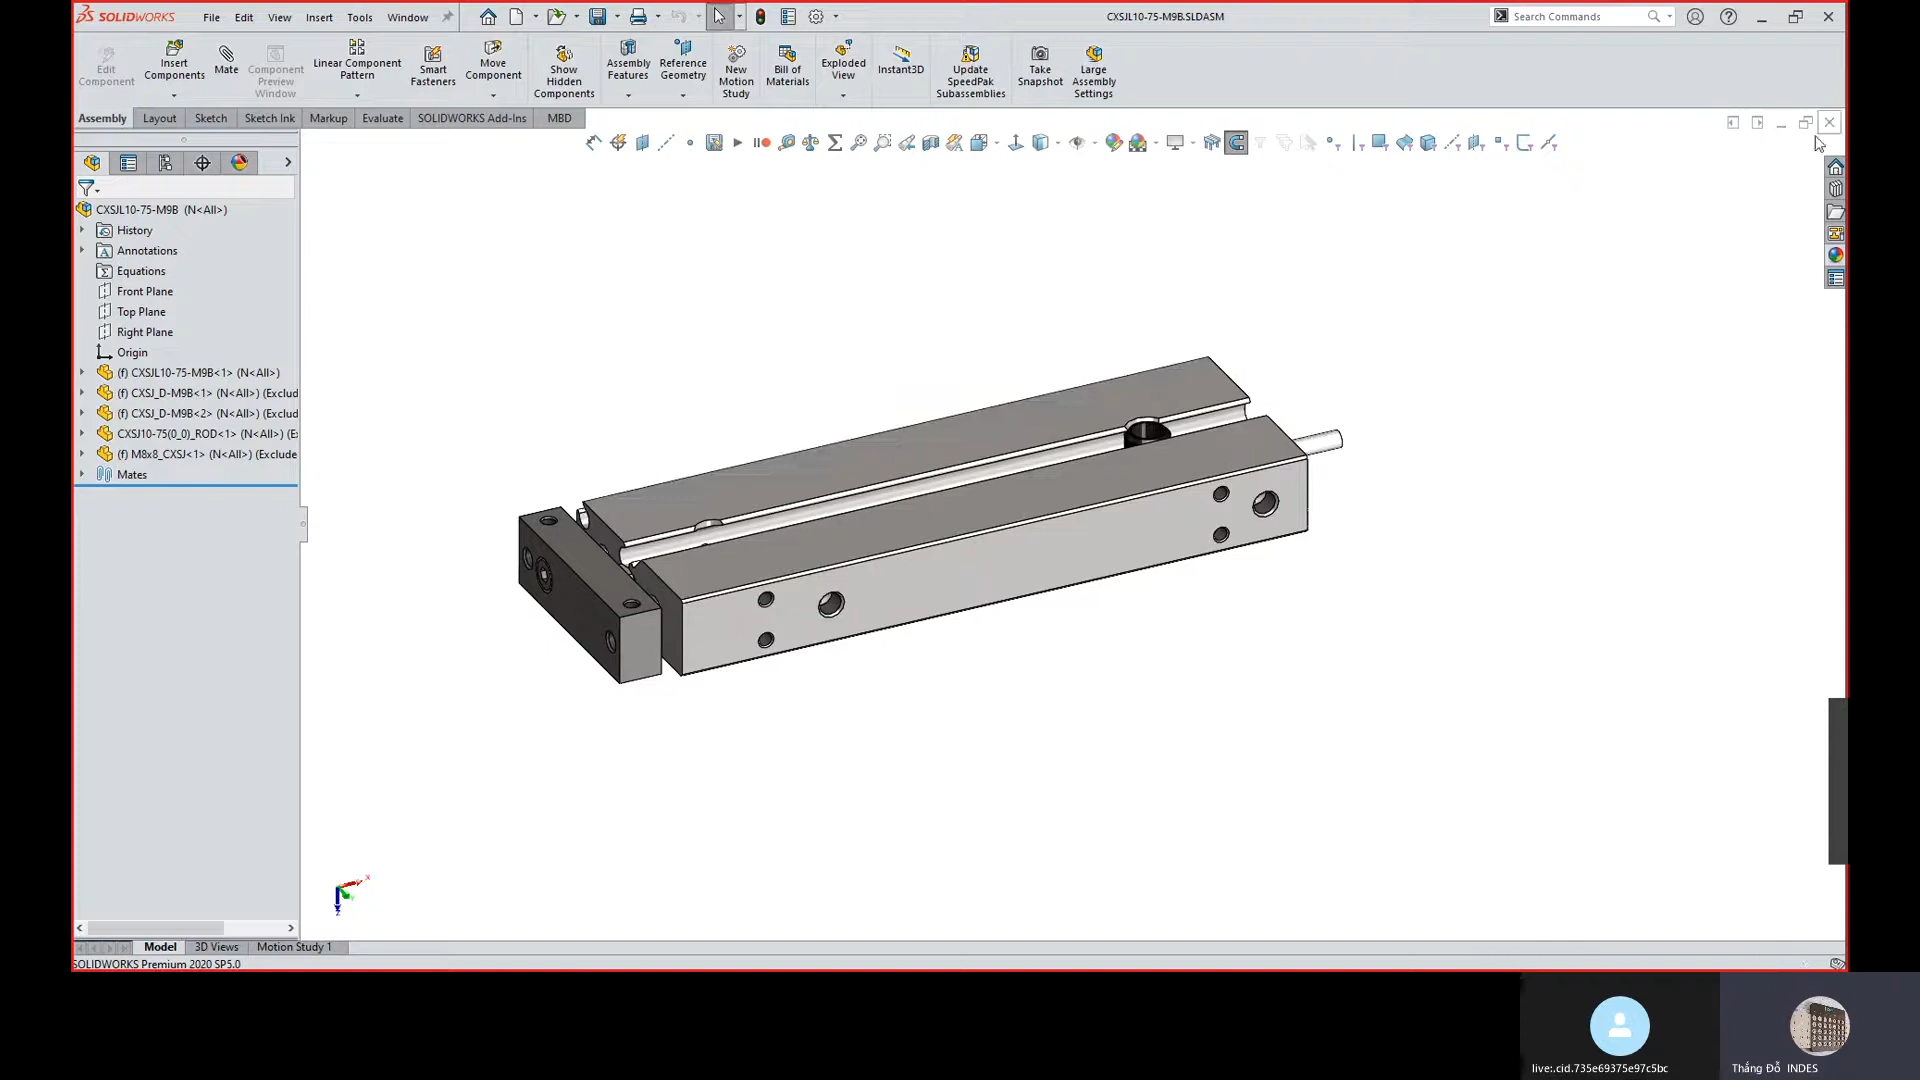 SOLIDWORKS File Edit View Insert Tools Window CXSJL10-75-M9B.SLDASM Search Commands
Edit Component
Insert Components
Mate
Component Preview Window
Linear Component Pattern
Smart Fasteners
Move Component
Show Hidden Components
Assembly Features
Reference Geometry
New Motion Study
Bill of Materials
Exploded View
Instant3D
Update SpeedPak Subassemblies
Take Snapshot
Large Assembly Settings
Assembly Layout Sketch Sketch Ink Markup Evaluate SOLIDWORKS Add-Ins MBD
CXSJL10-75-M9B (N<All>)
History
Annotations
Equations
Front Plane
Top Plane
Right Plane
Origin
(f) CXSJL10-75-M9B<1> (N<All>)
(f) CXSJ_D-M9B<1> (N<All>) (Exclud
(f) CXSJ_D-M9B<2> (N<All>) (Exclud
CXSJ10-75(0_0)_ROD<1> (N<All>) (E
(f) M8x8_CXSJ<1> (N<All>) (Exclude
Mates
X
Y
Z
Model 3D Views Motion Study 1
SOLIDWORKS Premium 2020 SP5.0
live:.cid.735e69375e97c5bc Thắng Đỗ INDES